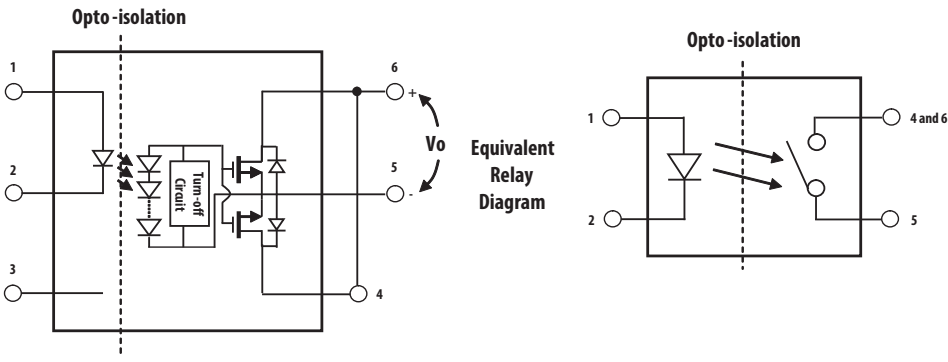 Opto -isolation
1
2
3
Turn-off
Circuit
6
+
Vo
5
-
4
Equivalent
Relay
Diagram
Opto -isolation
1
2
4 and 6
5